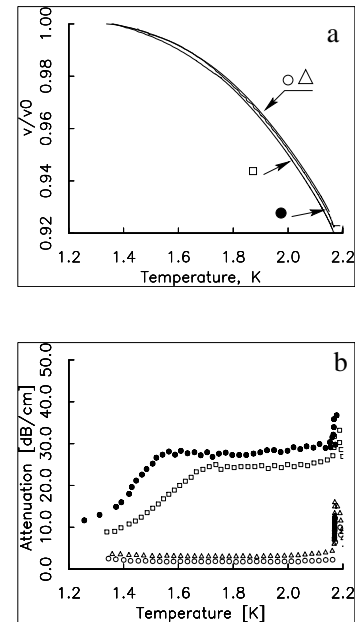 a
1.00
0.98
0.96
0.94
0.92
v/v0
1.2 1.4 1.6 1.8 2.0 2.2
Temperature, K
b
50.0
40.0
30.0
20.0
10.0
0.0
Attenuation [dB/cm]
1.2 1.4 1.6 1.8 2.0 2.2
Temperature [K]